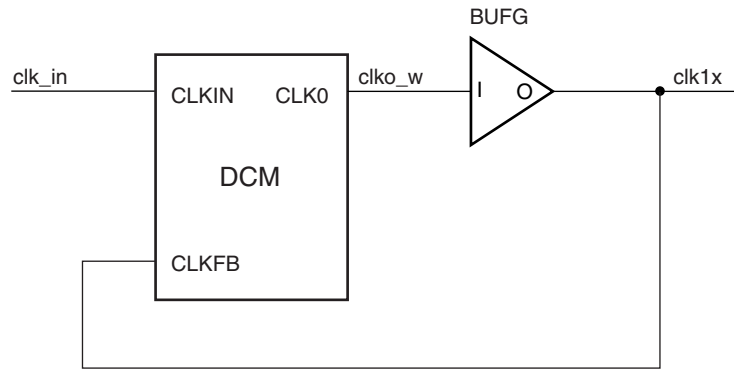 BUFG
clk_in
CLKIN
CLK0
clko_w
I
O
clk1x
DCM
CLKFB